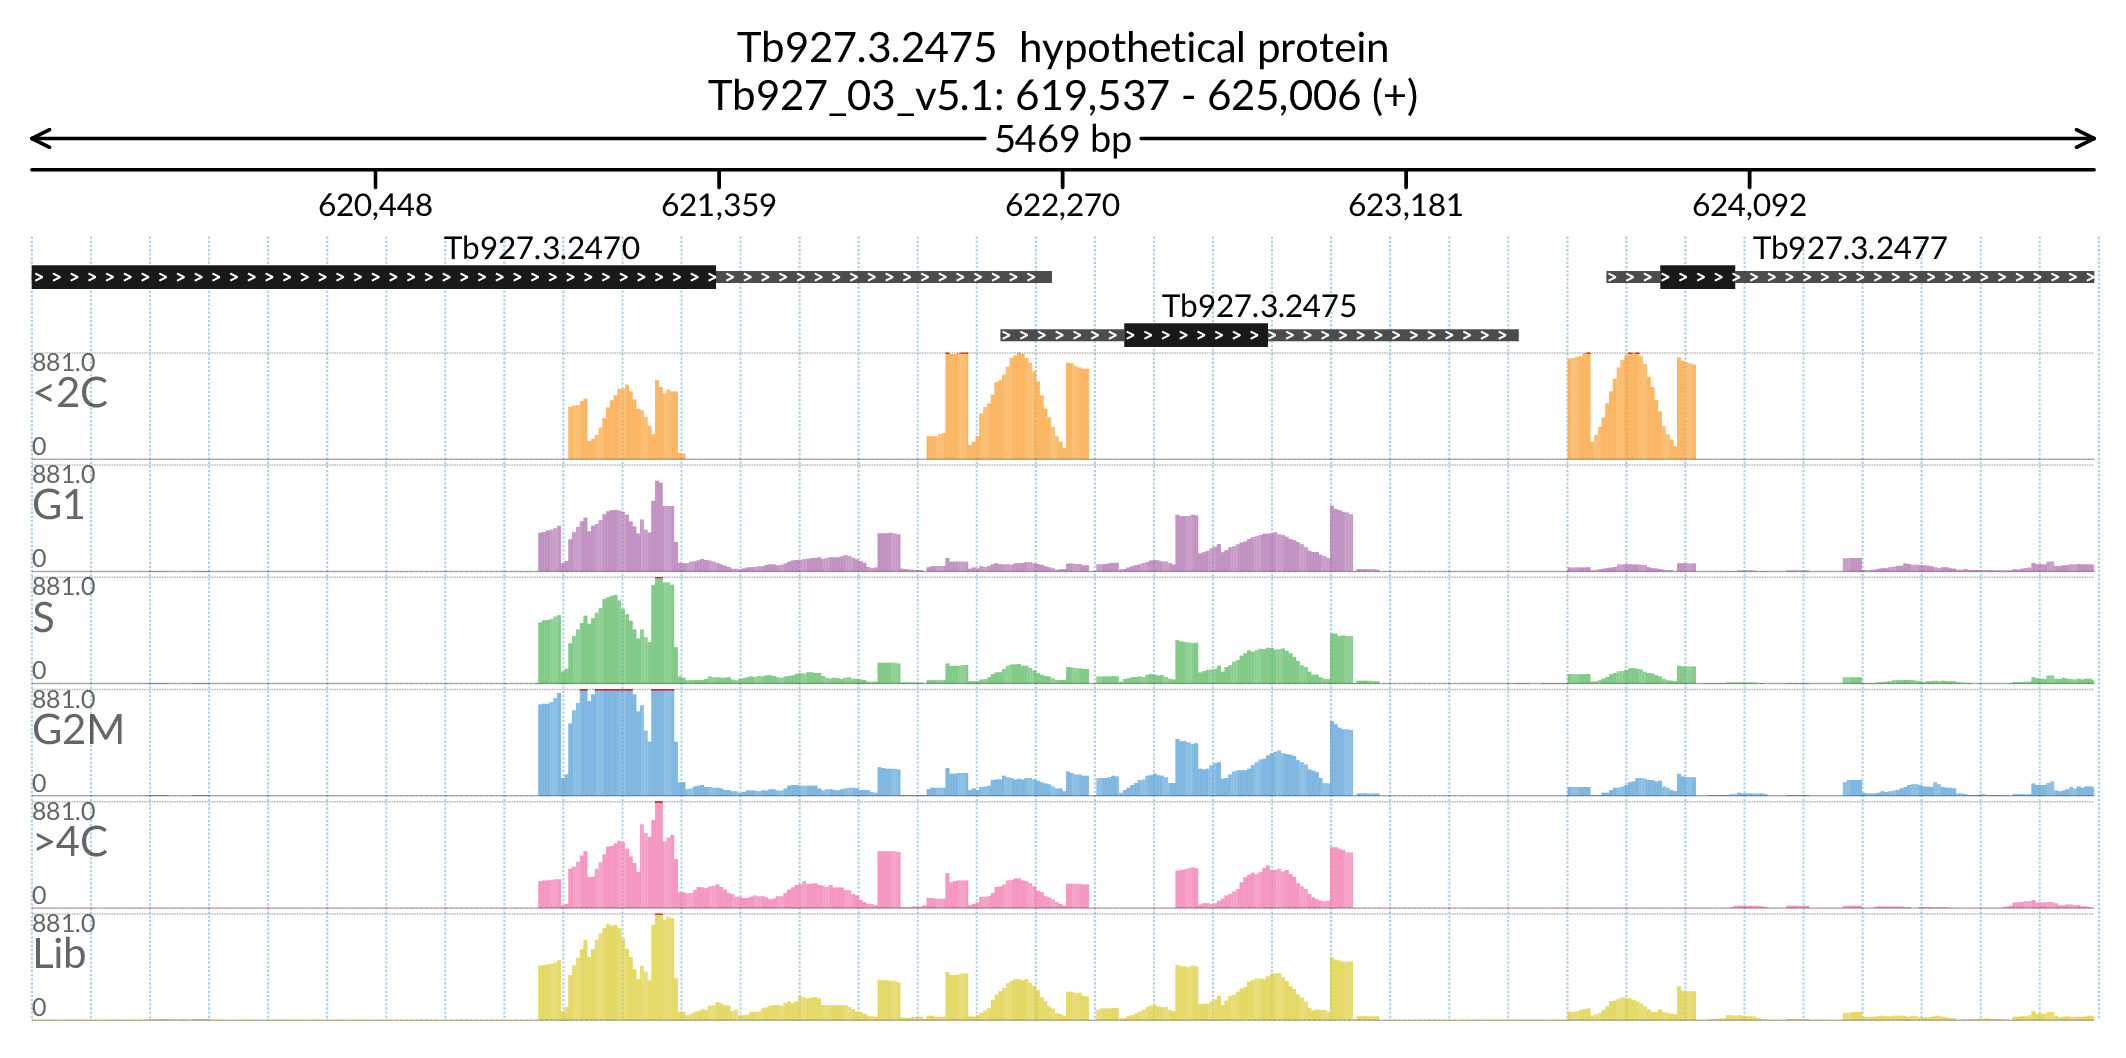 Tb927.3.2475  hypothetical protein
Tb927_03_v5.1: 619,537 - 625,006 (+)
5469 bp
620,448 621,359 622,270 623,181 624,092
Tb927.3.2470 Tb927.3.2477
Tb927.3.2475
881.0
<2C
0
881.0
G1
0
881.0
S
0
881.0
G2M
0
881.0
>4C
0
881.0
Lib
0